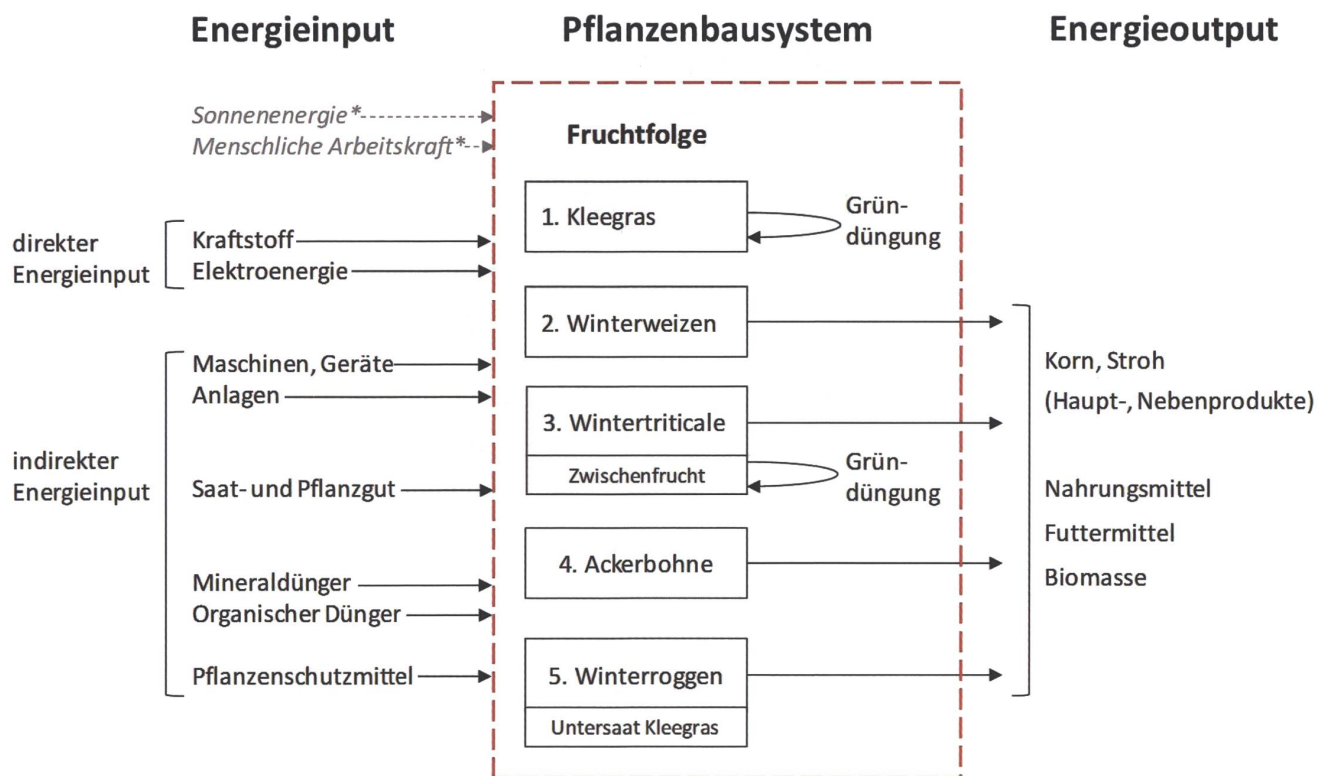 Energieinput
Pflanzenbausystem
Energieoutput
Sonnenenergie*
Menschliche Arbeitskraft*
direkter
Energieinput
Kraftstoff
Elektroenergie
indirekter
Energieinput
Maschinen, Geräte
Anlagen
Saat- und Pflanzgut
Mineraldünger
Organischer Dünger
Pflanzenschutzmittel
Fruchtfolge
1. Kleegras
Grün-
düngung
2. Winterweizen
3. Wintertriticale
Zwischenfrucht
Grün-
düngung
4. Ackerbohne
5. Winterroggen
Untersaat Kleegras
Korn, Stroh
(Haupt-, Nebenprodukte)
Nahrungsmittel
Futtermittel
Biomasse